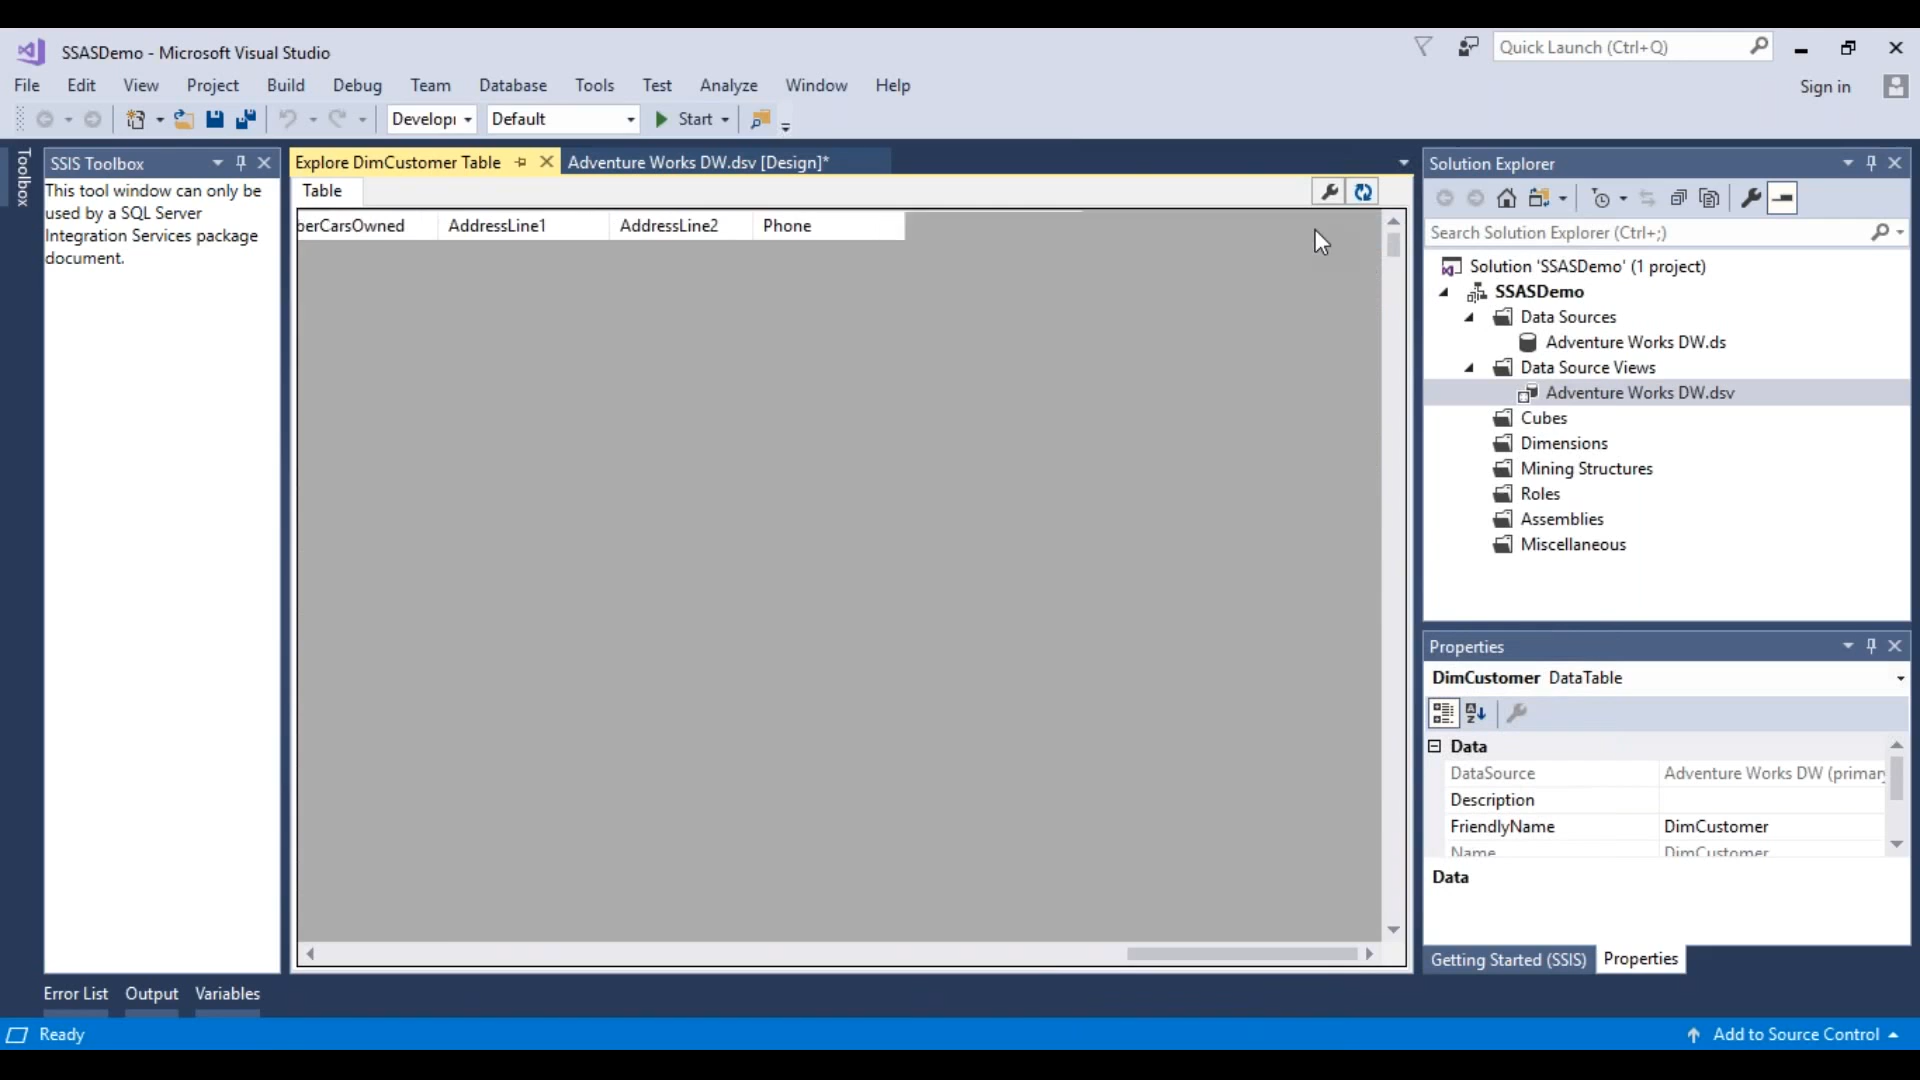 SSASDemo - Microsoft Visual Studio
Quick Launch (Ctrl+Q)
File Edit View Project Build Debug Team Database Tools Test Analyze Window Help
Sign in
Develop
Default
Start
Toolbox
SSIS Toolbox
This tool window can only be
used by a SQL Server
Integration Services package
document.
Explore DimCustomer Table
Adventure Works DW.dsv [Design]*
Table
berCarsOwned AddressLine1 AddressLine2 Phone
Solution Explorer
Search Solution Explorer (Ctrl+;)
Solution 'SSASDemo' (1 project)
SSASDemo
Data Sources
Adventure Works DW.ds
Data Source Views
Adventure Works DW.dsv
Cubes
Dimensions
Mining Structures
Roles
Assemblies
Miscellaneous
Properties
DimCustomer DataTable
Data
DataSource Adventure Works DW (primary
Description
FriendlyName DimCustomer
Name DimCustomer
Data
Getting Started (SSIS) Properties
Error List Output Variables
Ready
Add to Source Control